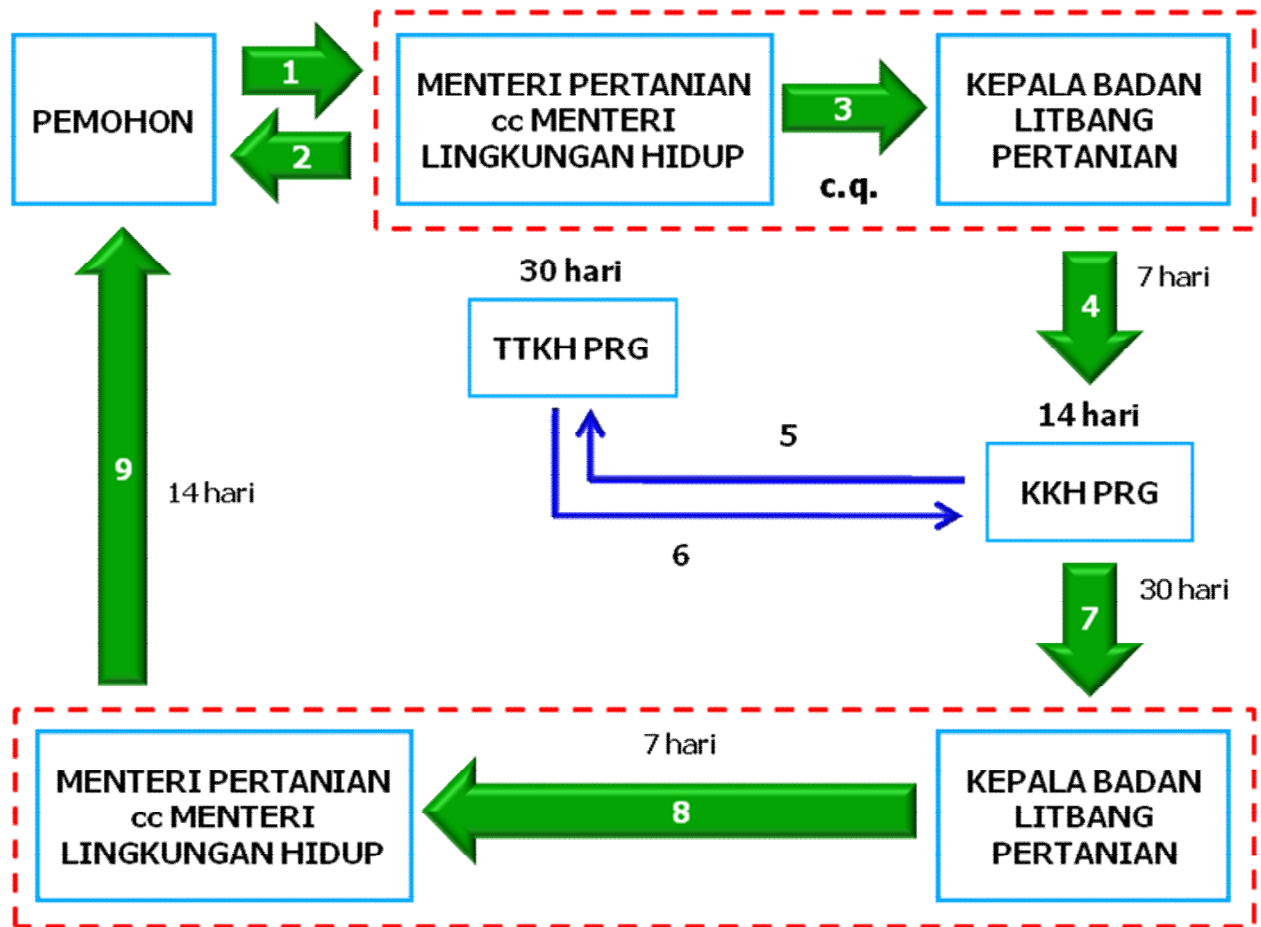 PEMOHON
1
2
MENTERI PERTANIAN
cc MENTERI
LINGKUNGAN HIDUP
3
c.q.
KEPALA BADAN
LITBANG
PERTANIAN
30 hari
TTKH PRG
4
7 hari
14 hari
KKH PRG
5
6
9
14 hari
7
30 hari
MENTERI PERTANIAN
cc MENTERI
LINGKUNGAN HIDUP
7 hari
8
KEPALA BADAN
LITBANG
PERTANIAN